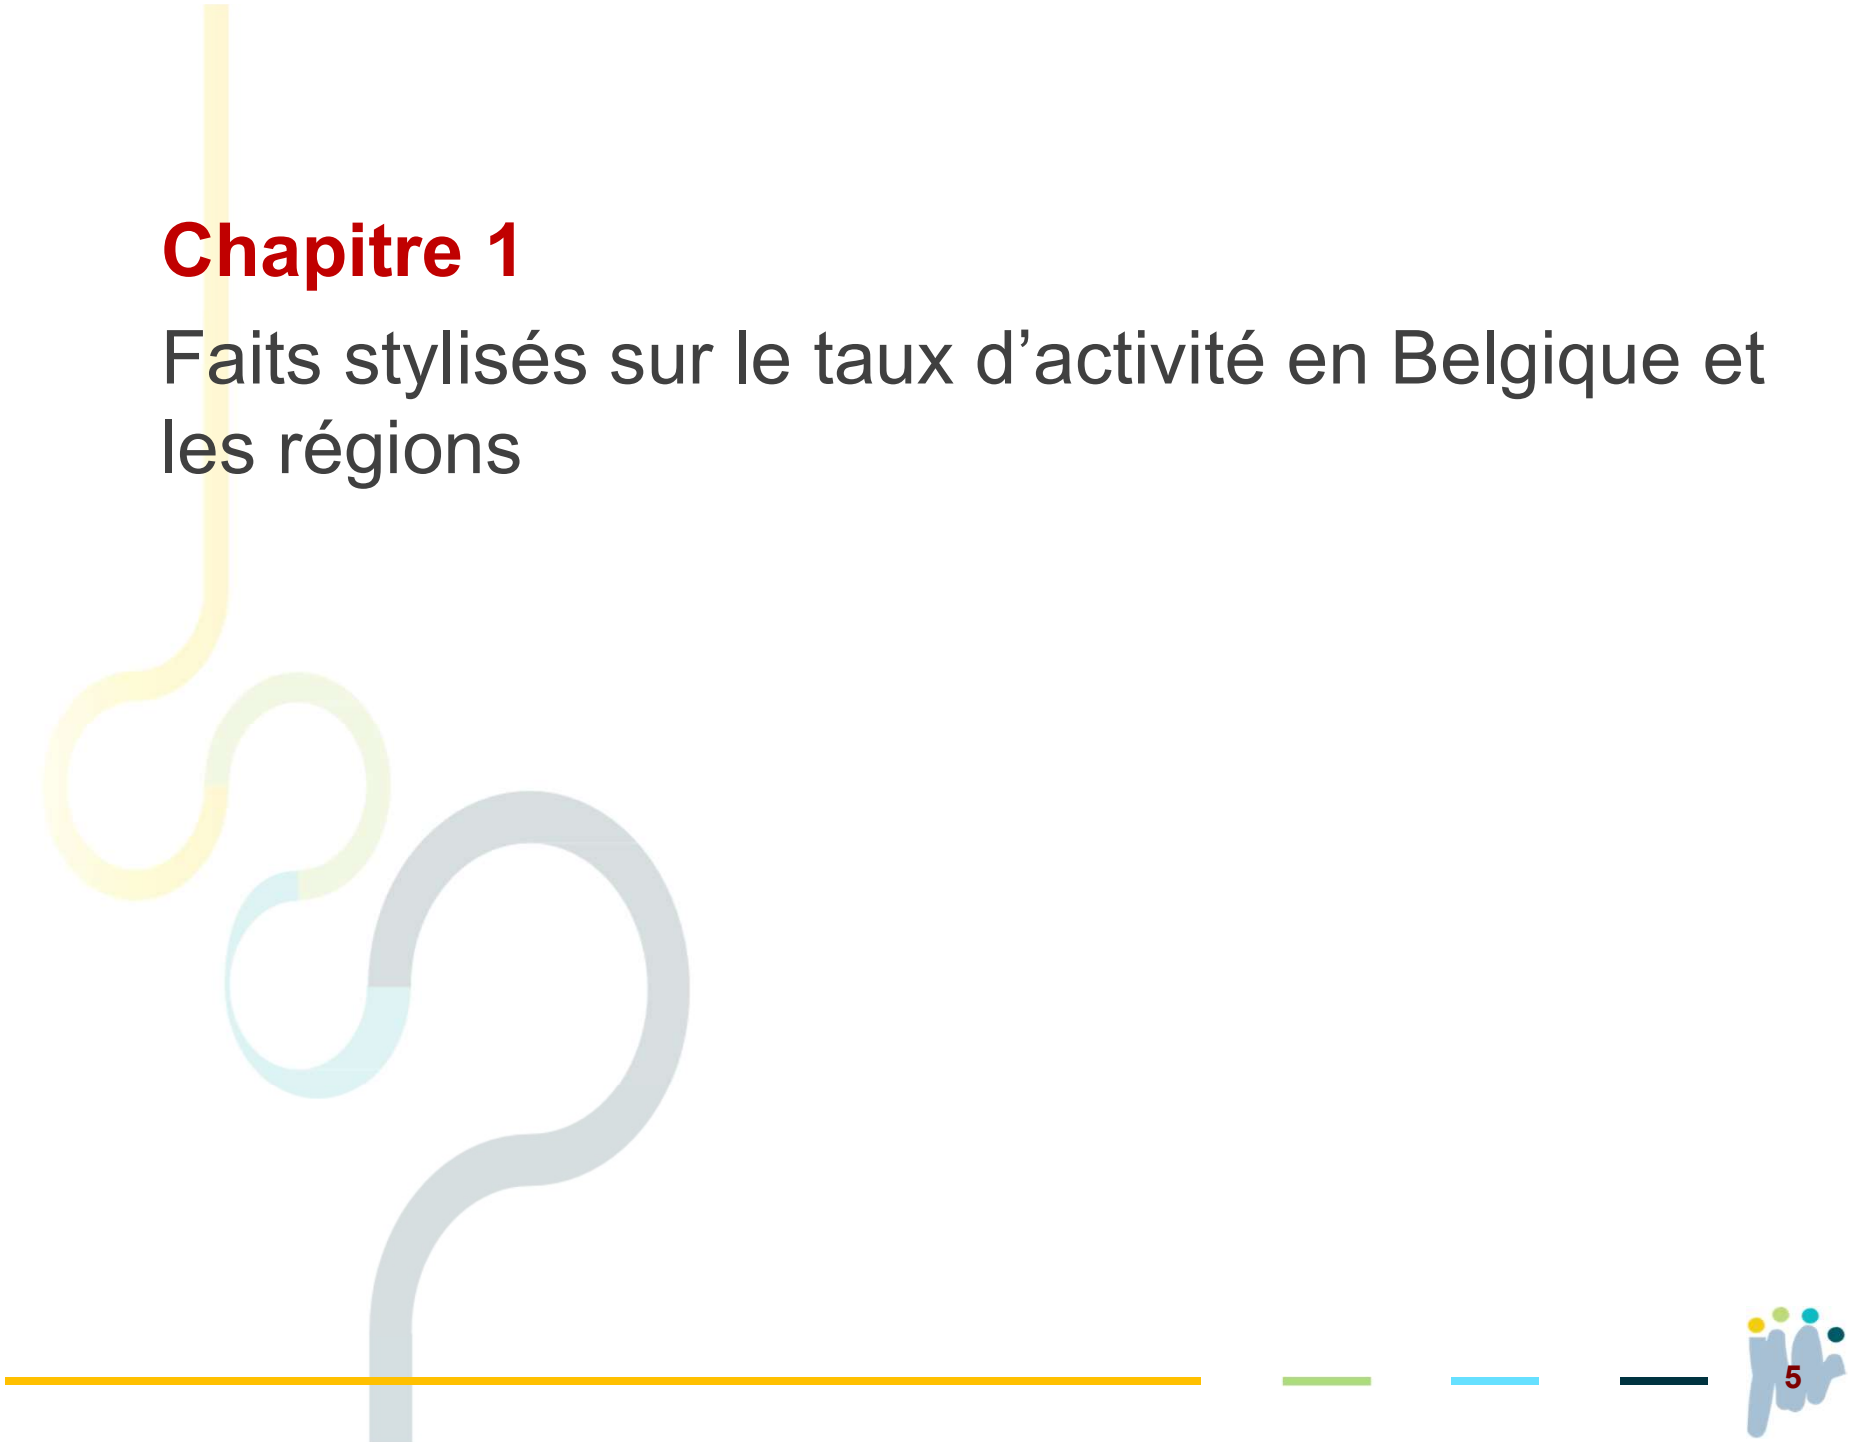 Chapitre 1
Faits stylisés sur le taux d’activité en Belgique et
les régions
5